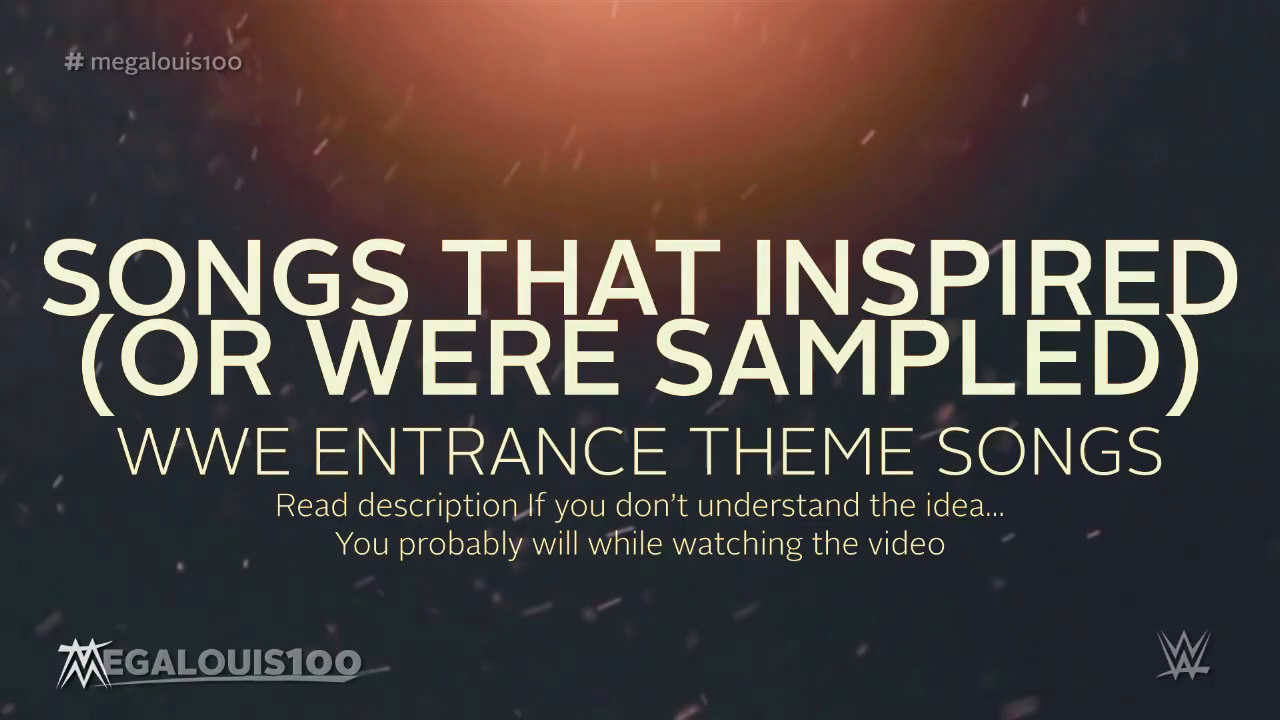 # megalouis100
SONGS THAT INSPIRED
(OR WERE SAMPLED)
WWE ENTRANCE THEME SONGS
Read description If you don't understand the idea...
You probably will while watching the video
MEGALOUIS100
W